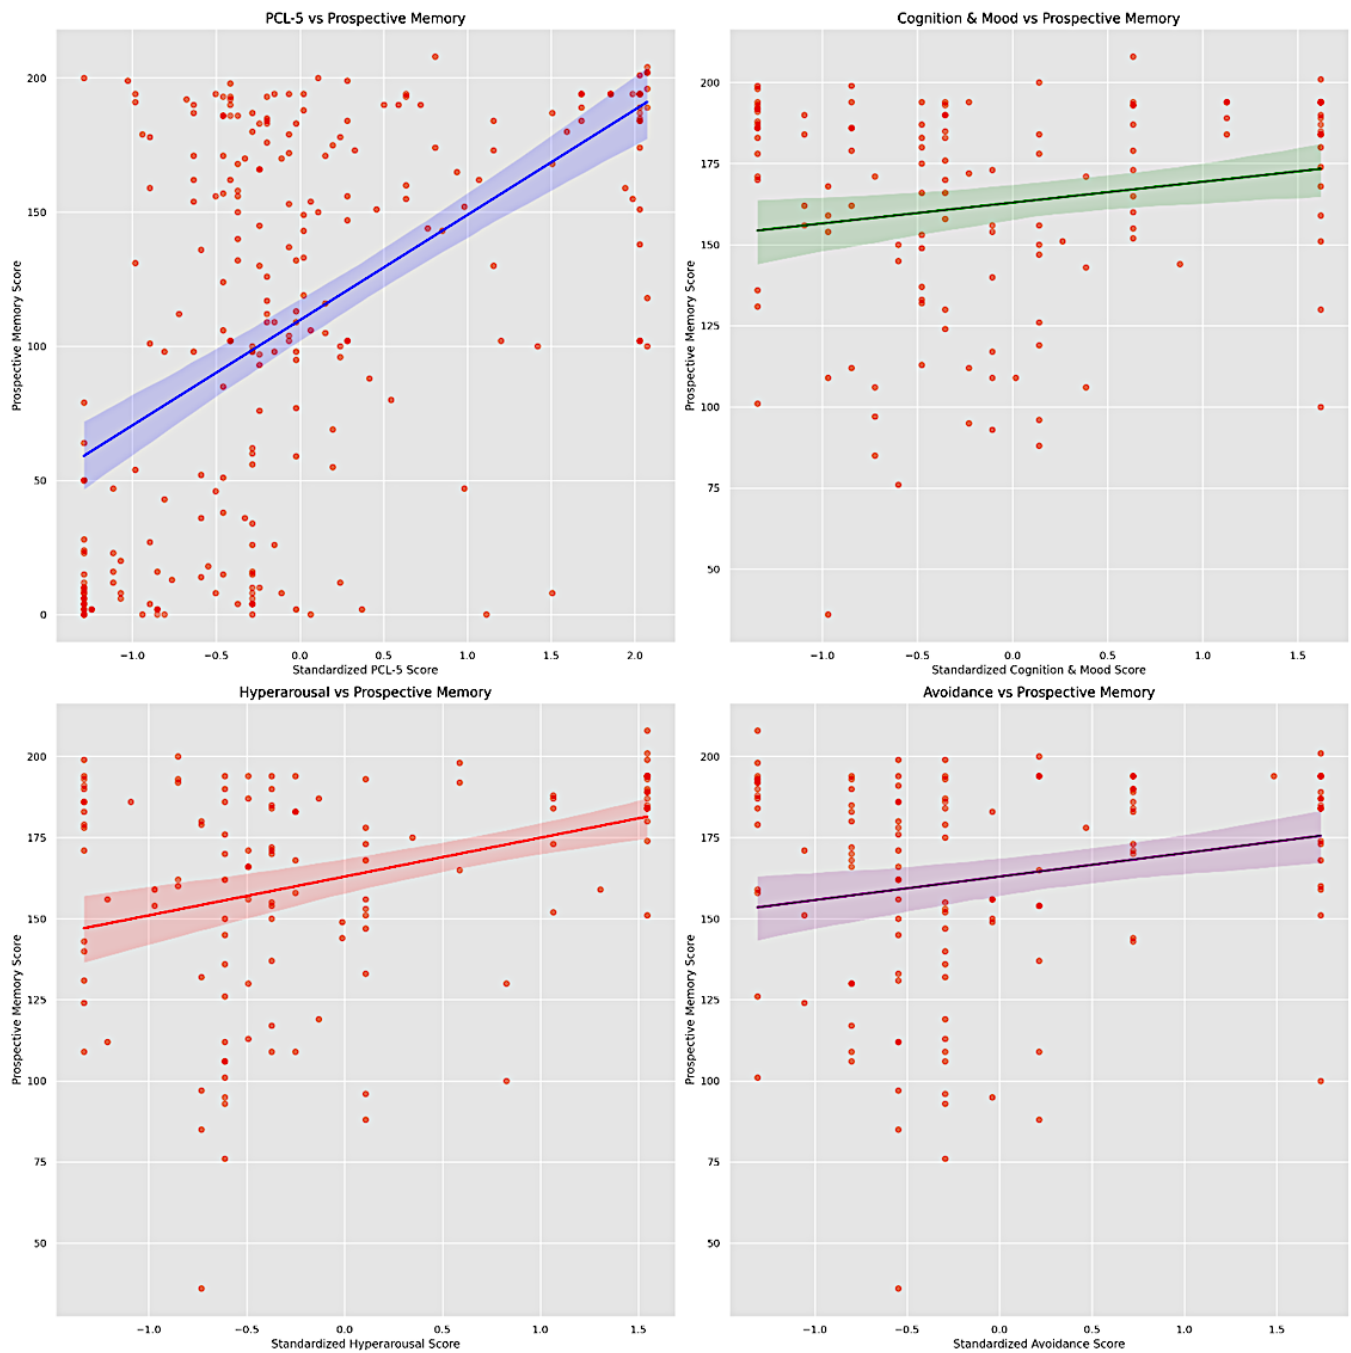 PCL-5 vs Prospective Memory
Prospective Memory Score
200
150
100
50
0
−1.0 −0.5 0.0 0.5 1.0 1.5 2.0
Standardized PCL-5 Score
Cognition & Mood vs Prospective Memory
Prospective Memory Score
200
175
150
125
100
75
50
−1.0 −0.5 0.0 0.5 1.0 1.5
Standardized Cognition & Mood Score
Hyperarousal vs Prospective Memory
Prospective Memory Score
200
175
150
125
100
75
50
−1.0 −0.5 0.0 0.5 1.0 1.5
Standardized Hyperarousal Score
Avoidance vs Prospective Memory
Prospective Memory Score
200
175
150
125
100
75
50
−1.0 −0.5 0.0 0.5 1.0 1.5
Standardized Avoidance Score